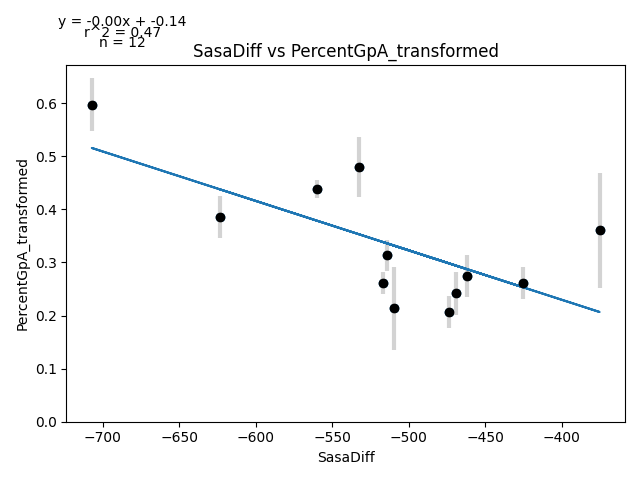 y = -0.00x + -0.14
r^2 = 0.47
n = 12
SasaDiff vs PercentGpA_transformed
PercentGpA_transformed
0.6
0.5
0.4
0.3
0.2
0.1
0.0
−700
−650
−600
−550
−500
−450
−400
SasaDiff